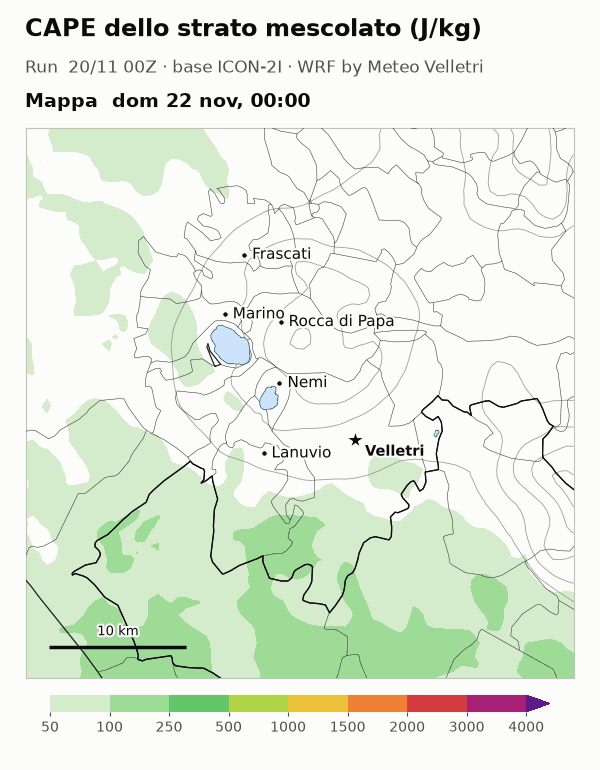 CAPE dello strato mescolato (J/kg)
Run  20/11 00Z · base ICON-2I · WRF by Meteo Velletri
Mappa  dom 22 nov, 00:00
Frascati
Marino
Rocca di Papa
Nemi
Velletri
Lanuvio
10 km
50 100 250 500 1000 1500 2000 3000 4000